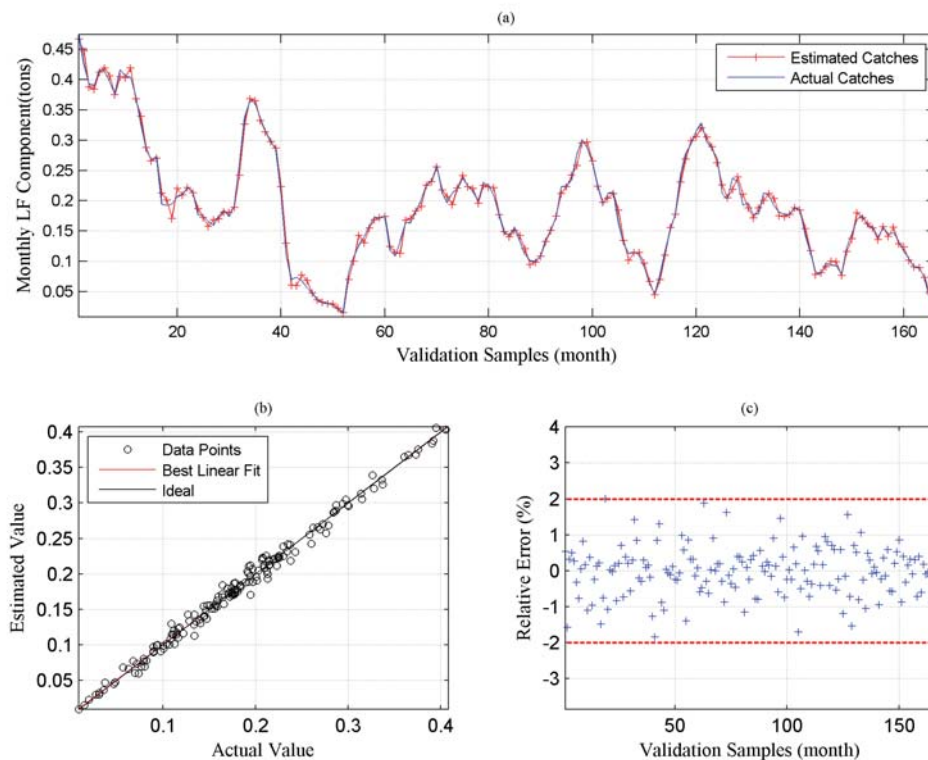 (a)
Monthly LF Component(tons)
0.45
0.4
0.35
0.3
0.25
0.2
0.15
0.1
0.05
Estimated Catches
Actual Catches
20 40 60 80 100 120 140 160
Validation Samples (month)
(b)
Estimated Value
0.4
0.35
0.3
0.25
0.2
0.15
0.1
0.05
Data Points
Best Linear Fit
Ideal
0.1 0.2 0.3 0.4
Actual Value
(c)
Relative Error (%)
4
3
2
1
0
-1
-2
-3
50 100 150
Validation Samples (month)